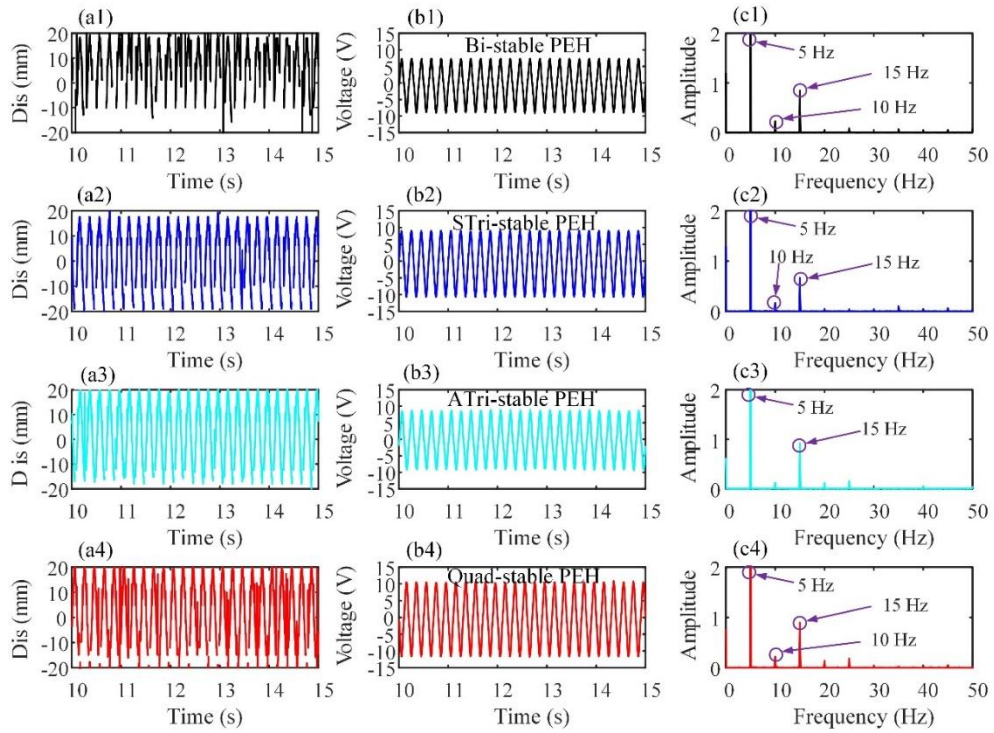 (a1) (b1) (c1)
Dis (mm) 20 10 0 -10 -20
10 11 12 13 14 15
Time (s)
Voltage (V) 15 10 5 0 -5 -10 -15
Bi-stable PEH
10 11 12 13 14 15
Time (s)
Amplitude 2 1 0
5 Hz
15 Hz
10 Hz
0 10 20 30 40 50
Frequency (Hz)
(a2) (b2) (c2)
Dis (mm) 20 10 0 -10 -20
10 11 12 13 14 15
Time (s)
Voltage (V) 15 10 5 0 -5 -10 -15
STri-stable PEH
10 11 12 13 14 15
Time (s)
Amplitude 2 1 0
5 Hz
10 Hz
15 Hz
0 10 20 30 40 50
Frequency (Hz)
(a3) (b3) (c3)
D is (mm) 20 10 0 -10 -20
10 11 12 13 14 15
Time (s)
Voltage (V) 15 10 5 0 -5 -10 -15
ATri-stable PEH
10 11 12 13 14 15
Time (s)
Amplitude 2 1 0
5 Hz
15 Hz
0 10 20 30 40 50
Frequency (Hz)
(a4) (b4) (c4)
Dis (mm) 20 10 0 -10 -20
10 11 12 13 14 15
Time (s)
Voltage (V) 15 10 5 0 -5 -10 -15
Quad-stable PEH
10 11 12 13 14 15
Time (s)
Amplitude 2 1 0
5 Hz
15 Hz
10 Hz
0 10 20 30 40 50
Frequency (Hz)